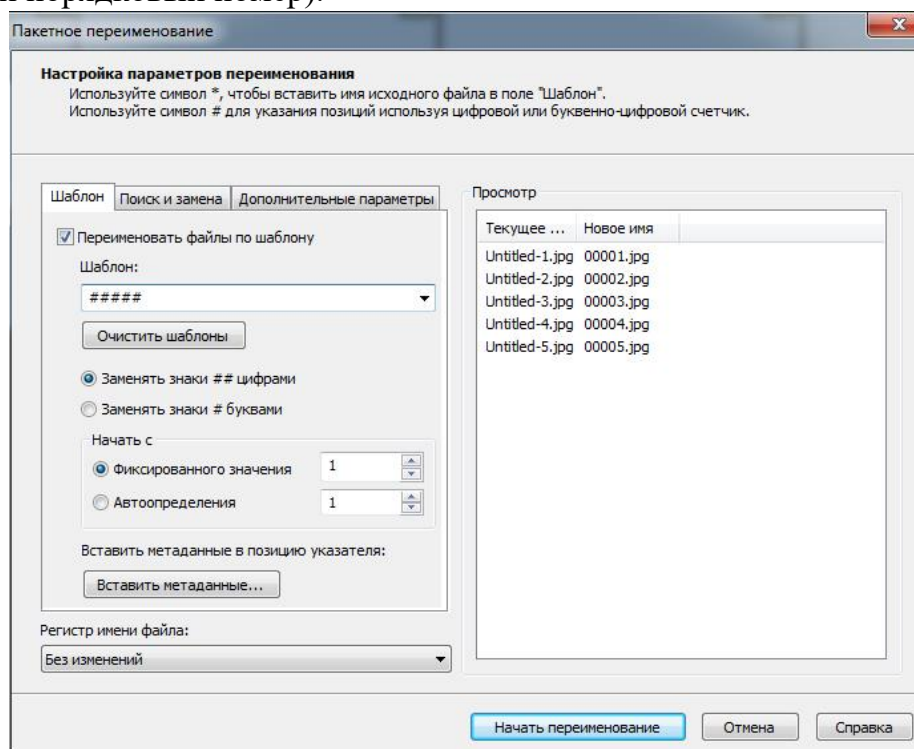 и порядковый номер).
Пакетное переименование
Настройка параметров переименования
Используйте символ *, чтобы вставить имя исходного файла в поле "Шаблон".
Используйте символ # для указания позиций используя цифровой или буквенно-цифровой счетчик.
Шаблон Поиск и замена Дополнительные параметры
Переименовать файлы по шаблону
Шаблон:
#####
Очистить шаблоны
Заменять знаки ## цифрами
Заменять знаки # буквами
Начать с
Фиксированного значения 1
Автоопределения 1
Вставить метаданные в позицию указателя:
Вставить метаданные...
Регистр имени файла:
Без изменений
Просмотр
Текущее ... Новое имя
Untitled-1.jpg 00001.jpg
Untitled-2.jpg 00002.jpg
Untitled-3.jpg 00003.jpg
Untitled-4.jpg 00004.jpg
Untitled-5.jpg 00005.jpg
Начать переименование Отмена Справка